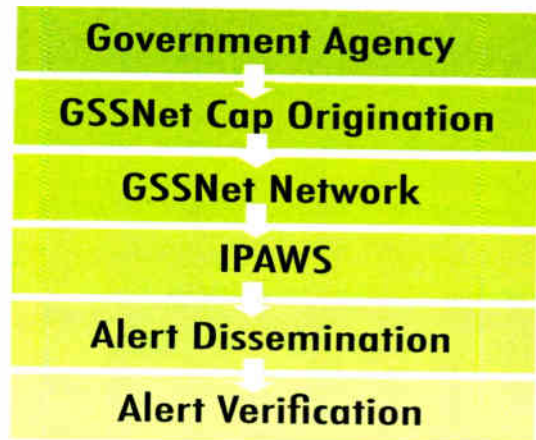 Government Agency
GSSNet Cap Origination
GSSNet Network
IPAWS
Alert Dissemination
Alert Verification